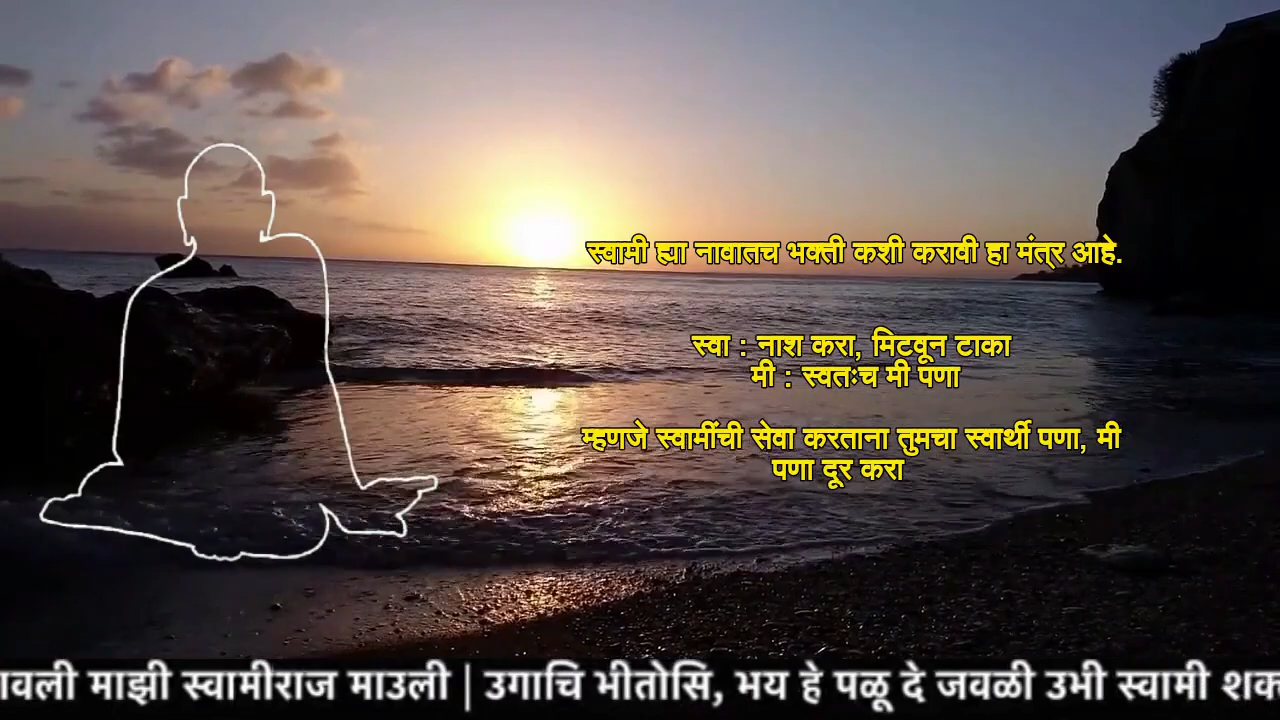 स्वामी ह्या नावातच भक्ती कशी करावी हा मंत्र आहे.
स्वा : नाश करा, मिटवून टाका
मी : स्वतःच मी पणा
म्हणजे स्वामींची सेवा करताना तुमचा स्वार्थी पणा, मी
पणा दूर करा
माझी स्वामीराज माउली | उगाचि भीतोसि, भय हे पळू दे जवळी उभी स्वामी